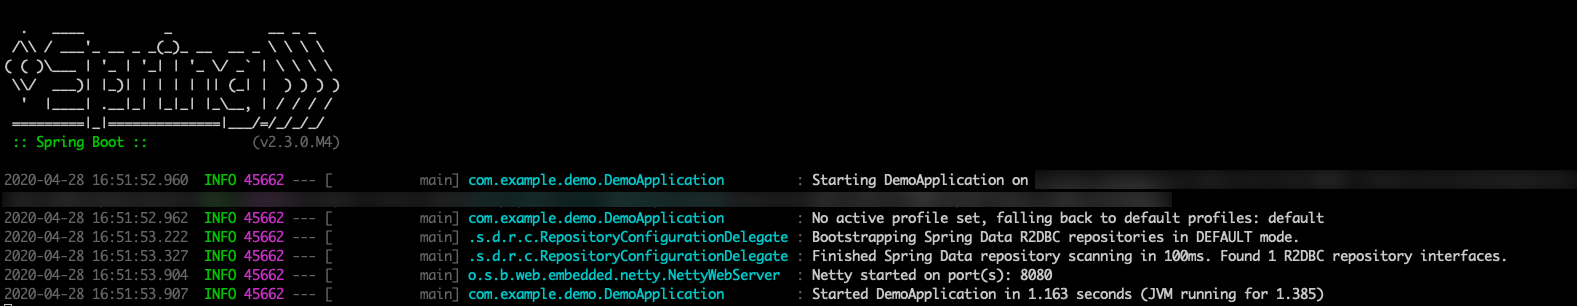 .   ____          _            __ _ _
 /\\ / ___'_ __ _ _(_)_ __  __ _ \ \ \ \
( ( )\___ | '_ | '_| | '_ \/ _` | \ \ \ \
 \\/  ___)| |_)| | | | | || (_| |  ) ) ) )
  '  |____| .__|_| |_|_| |_\__, | / / / /
 =========|_|==============|___/=/_/_/_/
 :: Spring Boot ::             (v2.3.0.M4)
2020-04-28 16:51:52.960  INFO 45662 --- [           main] com.example.demo.DemoApplication         : Starting DemoApplication on
2020-04-28 16:51:52.962  INFO 45662 --- [           main] com.example.demo.DemoApplication         : No active profile set, falling back to default profiles: default
2020-04-28 16:51:53.222  INFO 45662 --- [           main] .s.d.r.c.RepositoryConfigurationDelegate : Bootstrapping Spring Data R2DBC repositories in DEFAULT mode.
2020-04-28 16:51:53.327  INFO 45662 --- [           main] .s.d.r.c.RepositoryConfigurationDelegate : Finished Spring Data repository scanning in 100ms. Found 1 R2DBC repository interfaces.
2020-04-28 16:51:53.904  INFO 45662 --- [           main] o.s.b.web.embedded.netty.NettyWebServer  : Netty started on port(s): 8080
2020-04-28 16:51:53.907  INFO 45662 --- [           main] com.example.demo.DemoApplication         : Started DemoApplication in 1.163 seconds (JVM running for 1.385)